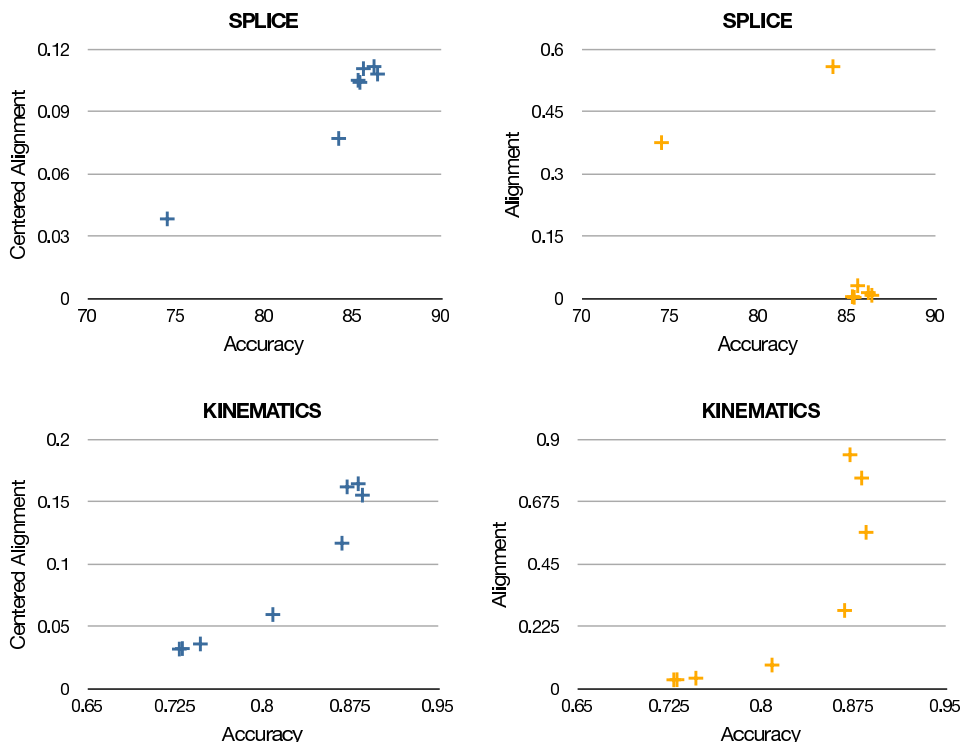 SPLICE
Centered Alignment
0.12
0.09
0.06
0.03
0
70 75 80 85 90
Accuracy
SPLICE
Alignment
0.6
0.45
0.3
0.15
0
70 75 80 85 90
Accuracy
KINEMATICS
Centered Alignment
0.2
0.15
0.1
0.05
0
0.65 0.725 0.8 0.875 0.95
Accuracy
KINEMATICS
Alignment
0.9
0.675
0.45
0.225
0
0.65 0.725 0.8 0.875 0.95
Accuracy